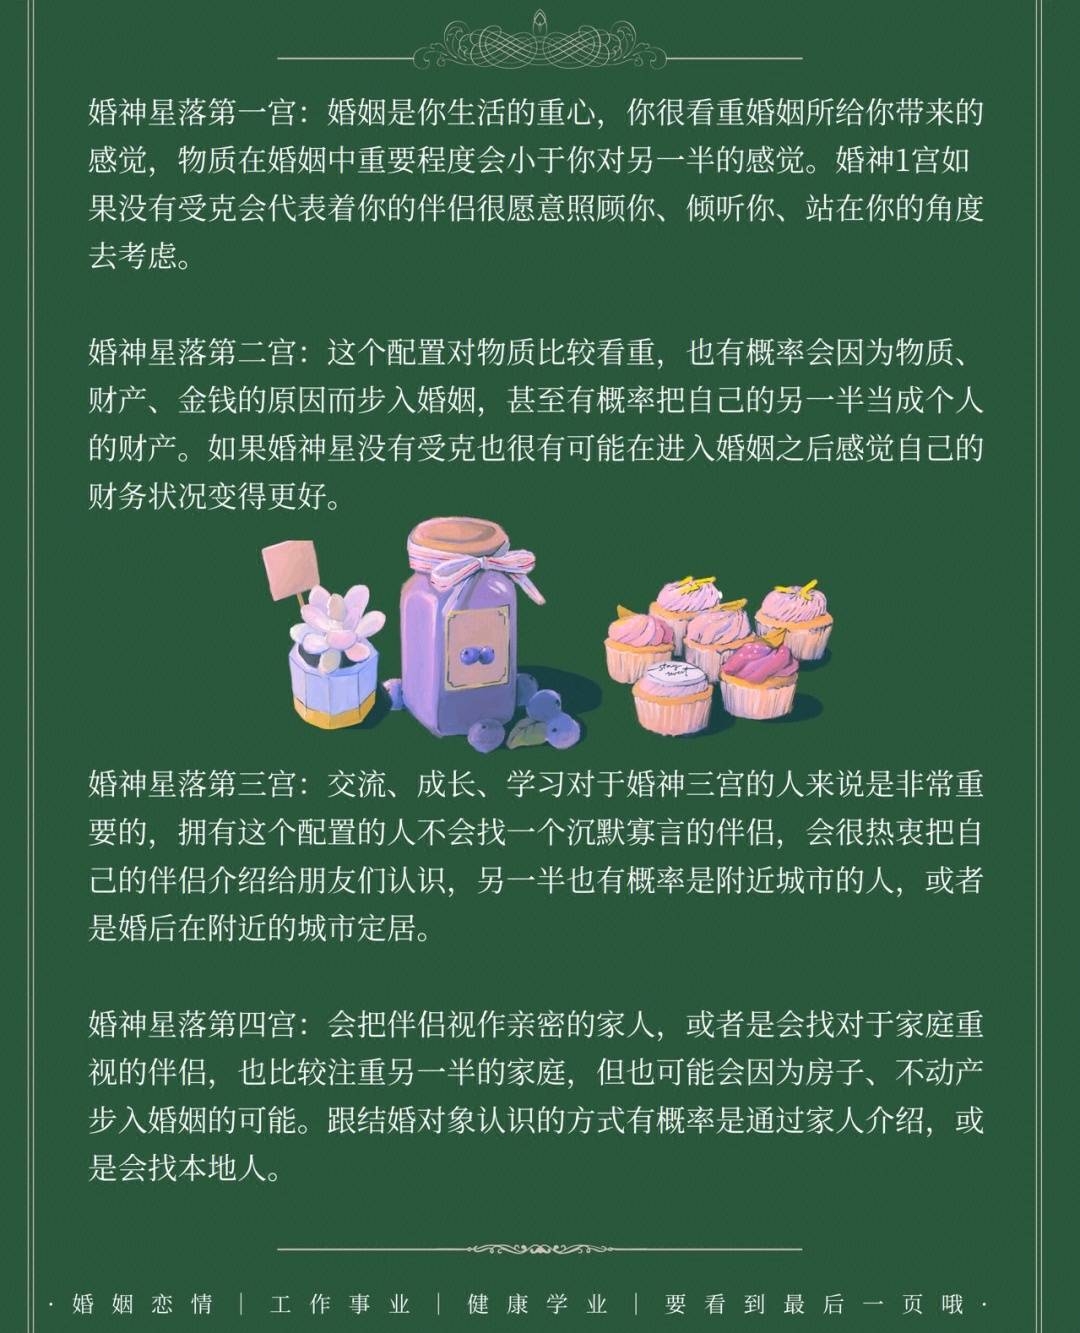 婚神星落第一宫：婚姻是你生活的重心，你很看重婚姻所给你带来的
感觉，物质在婚姻中重要程度会小于你对另一半的感觉。婚神1宫如
果没有受克会代表着你的伴侣很愿意照顾你、倾听你、站在你的角度
去考虑。
婚神星落第二宫：这个配置对物质比较看重，也有概率会因为物质、
财产、金钱的原因而步入婚姻，甚至有概率把自己的另一半当成个人
的财产。如果婚神星没有受克也很有可能在进入婚姻之后感觉自己的
财务状况变得更好。
stay
sweet
婚神星落第三宫：交流、成长、学习对于婚神三宫的人来说是非常重
要的，拥有这个配置的人不会找一个沉默寡言的伴侣，会很热衷把自
己的伴侣介绍给朋友们认识，另一半也有概率是附近城市的人，或者
是婚后在附近的城市定居。
婚神星落第四宫：会把伴侣视作亲密的家人，或者是会找对于家庭重
视的伴侣，也比较注重另一半的家庭，但也可能会因为房子、不动产
步入婚姻的可能。跟结婚对象认识的方式有概率是通过家人介绍，或
是会找本地人。
·婚姻恋情｜工作事业｜健康学业｜要看到最后一页哦·